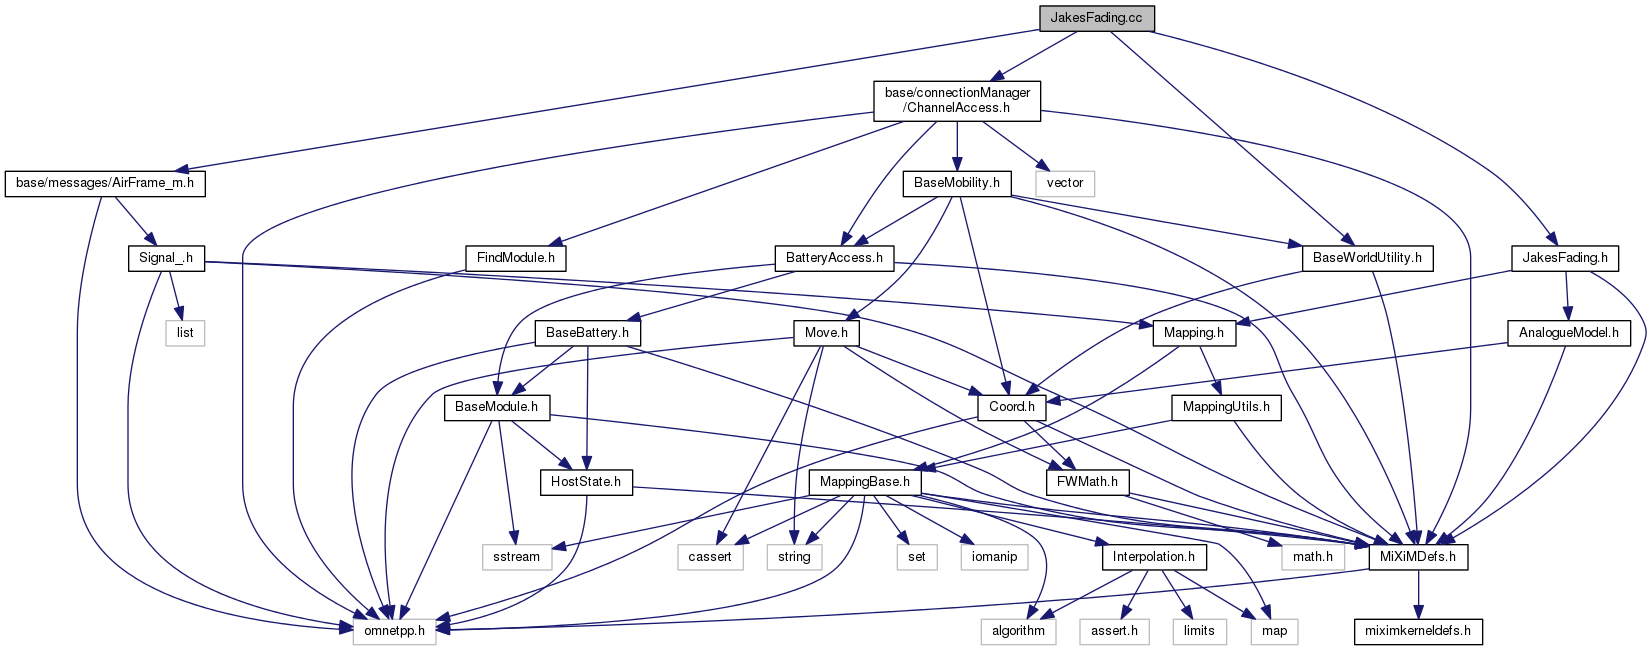 JakesFading.cc
base/connectionManager
/ChannelAccess.h
base/messages/AirFrame_m.h
BaseMobility.h
vector
Signal_.h
FindModule.h
BatteryAccess.h
BaseWorldUtility.h
JakesFading.h
list
BaseBattery.h
Move.h
Mapping.h
AnalogueModel.h
BaseModule.h
Coord.h
MappingUtils.h
HostState.h
MappingBase.h
FWMath.h
sstream
cassert
string
set
iomanip
Interpolation.h
math.h
MiXiMDefs.h
omnetpp.h
algorithm
assert.h
limits
map
miximkerneldefs.h